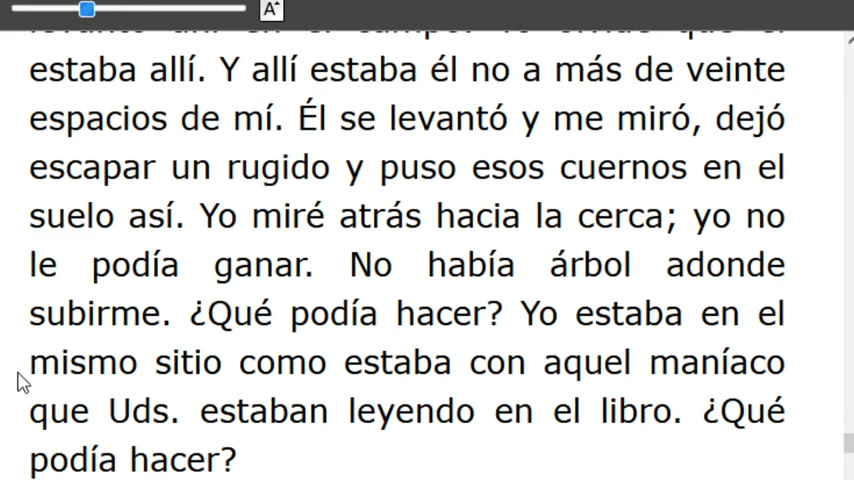 A
estaba allí. Y allí estaba él no a más de veinte
espacios de mí. Él se levantó y me miró, dejó
escapar un rugido y puso esos cuernos en el
suelo así. Yo miré atrás hacia la cerca; yo no
le podía ganar. No había árbol adonde
subirme. ¿Qué podía hacer? Yo estaba en el
mismo sitio como estaba con aquel maníaco
que Uds. estaban leyendo en el libro. ¿Qué
podía hacer?